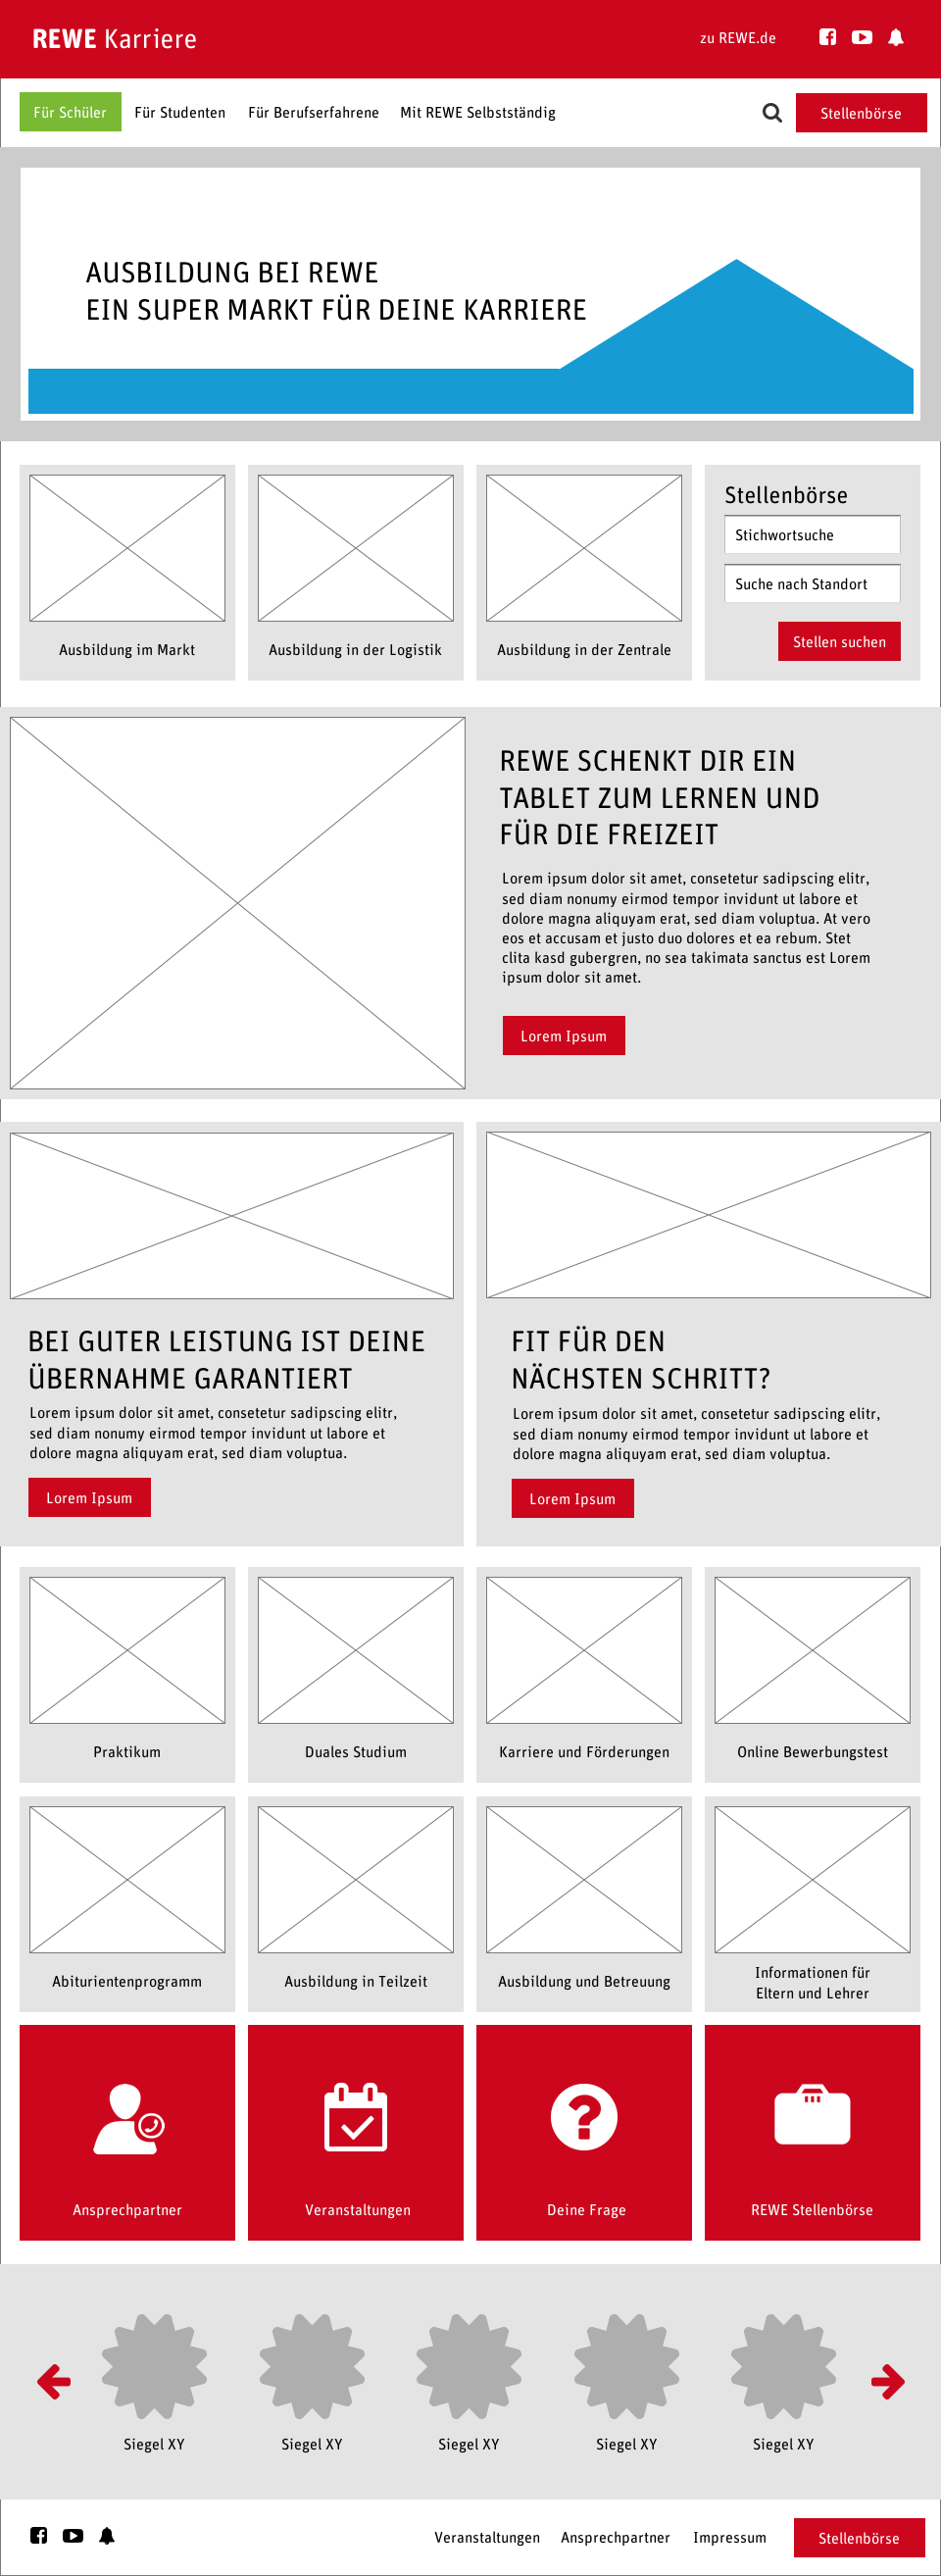 REWE Karriere
zu REWE.de
Für Schüler
Für Studenten
Für Berufserfahrene
Mit REWE Selbstständig
Stellenbörse
AUSBILDUNG BEI REWE
EIN SUPER MARKT FÜR DEINE KARRIERE
Ausbildung im Markt
Ausbildung in der Logistik
Ausbildung in der Zentrale
Stellenbörse
Stichwortsuche
Suche nach Standort
Stellen suchen
REWE SCHENKT DIR EIN
TABLET ZUM LERNEN UND
FÜR DIE FREIZEIT
Lorem ipsum dolor sit amet, consetetur sadipscing elitr,
sed diam nonumy eirmod tempor invidunt ut labore et
dolore magna aliquyam erat, sed diam voluptua. At vero
eos et accusam et justo duo dolores et ea rebum. Stet
clita kasd gubergren, no sea takimata sanctus est Lorem
ipsum dolor sit amet.
Lorem Ipsum
BEI GUTER LEISTUNG IST DEINE
ÜBERNAHME GARANTIERT
Lorem ipsum dolor sit amet, consetetur sadipscing elitr,
sed diam nonumy eirmod tempor invidunt ut labore et
dolore magna aliquyam erat, sed diam voluptua.
Lorem Ipsum
FIT FÜR DEN
NÄCHSTEN SCHRITT?
Lorem ipsum dolor sit amet, consetetur sadipscing elitr,
sed diam nonumy eirmod tempor invidunt ut labore et
dolore magna aliquyam erat, sed diam voluptua.
Lorem Ipsum
Praktikum
Duales Studium
Karriere und Förderungen
Online Bewerbungstest
Abiturientenprogramm
Ausbildung in Teilzeit
Ausbildung und Betreuung
Informationen für
Eltern und Lehrer
Ansprechpartner
Veranstaltungen
Deine Frage
REWE Stellenbörse
Siegel XY
Siegel XY
Siegel XY
Siegel XY
Siegel XY
Veranstaltungen
Ansprechpartner
Impressum
Stellenbörse